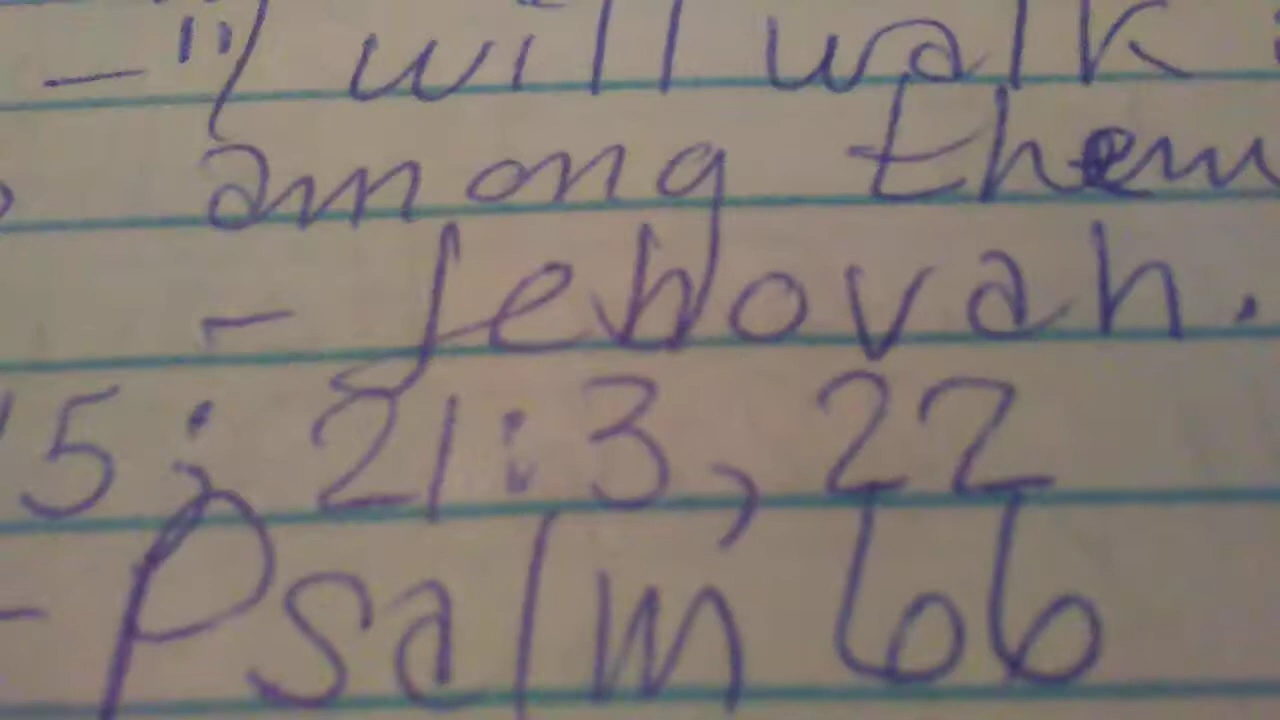 - "I will walk
among them
- Jehovah.
5; 21:3, 22
- Psalm 66